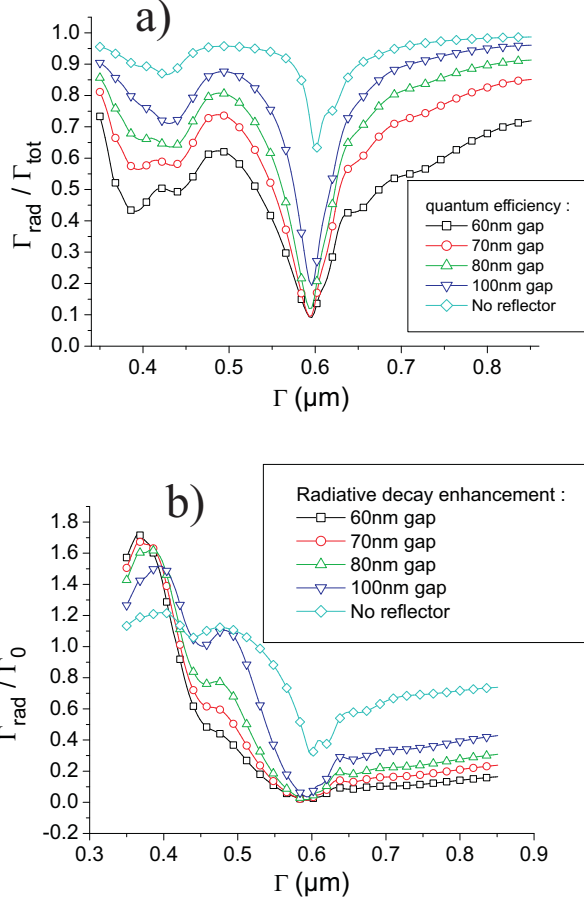 a)
1.0
0.9
0.8
0.7
0.6
0.5
0.4
0.3
0.2
0.1
0.0
Γrad / Γtot
quantum efficiency :
60nm gap
70nm gap
80nm gap
100nm gap
No reflector
0.4 0.5 0.6 0.7 0.8
Γ (µm)
b)
Radiative decay enhancement :
60nm gap
70nm gap
80nm gap
100nm gap
No reflector
1.8
1.6
1.4
1.2
1.0
0.8
0.6
0.4
0.2
0.0
-0.2
Γrad / Γ0
0.3 0.4 0.5 0.6 0.7 0.8 0.9
Γ (µm)